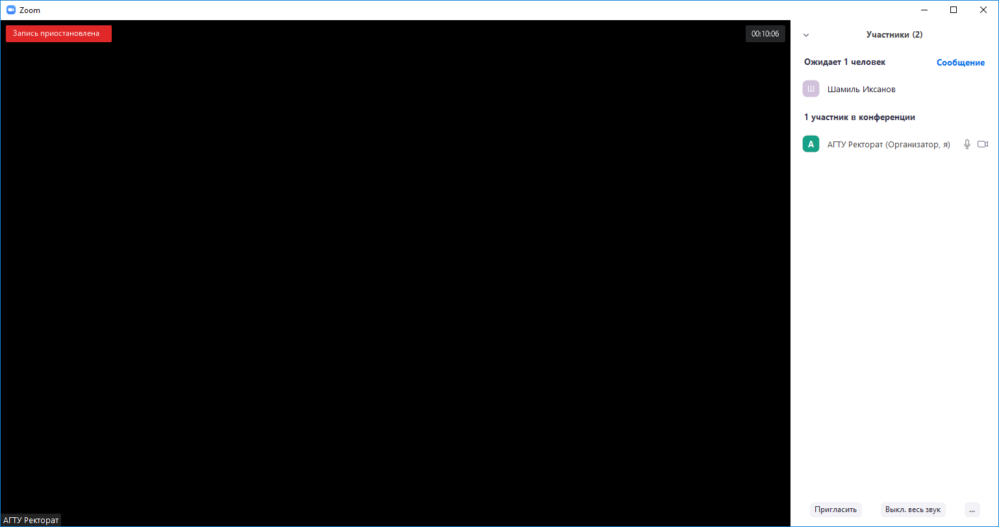 Zoom
Запись приостановлена
00:10:06
Участники (2)
Ожидает 1 человек
Сообщение
Ш
Шамиль Иксанов
1 участник в конференции
А
АГТУ Ректорат (Организатор, я)
Пригласить
Выкл. весь звук
...
АГТУ Ректорат